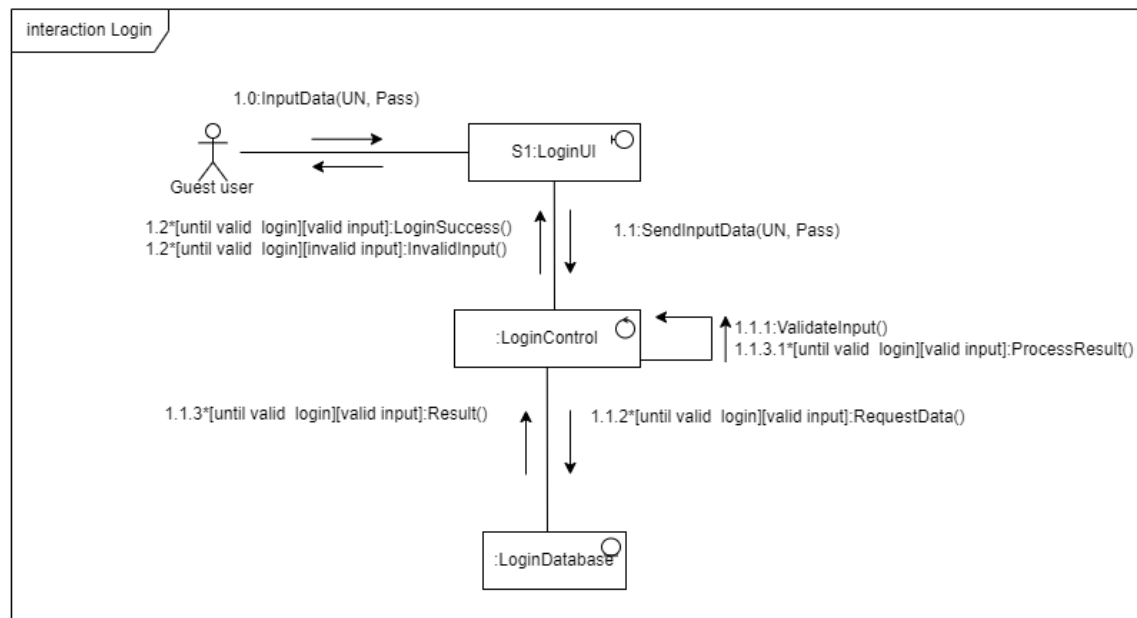 interaction Login
1.0:InputData(UN, Pass)
S1:LoginUI
Guest user
1.2*[until valid  login][valid input]:LoginSuccess()
1.2*[until valid  login][invalid input]:InvalidInput()
1.1:SendInputData(UN, Pass)
:LoginControl
1.1.1:ValidateInput()
1.1.3.1*[until valid  login][valid input]:ProcessResult()
1.1.3*[until valid  login][valid input]:Result()
1.1.2*[until valid  login][valid input]:RequestData()
:LoginDatabase